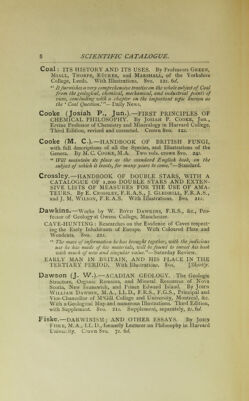 8 SCIENTIFIC CATALOGUE.
Coal: ITS HISTORY AND ITS USES. By Professors GREEN,
MIALL, THORPE, RÜCKER, and MARSHALL, of the Yorkshire
College, Leeds. With Illustrations. 8vo. 12s. 6d.
"It furnishes a very comprehensive treatise on the whole subject of Coal
from the geological, chemical, mechanical, and industrial points of
view, concluding with a chapter on the important topic known as
the 'Coal Question.'"—Daily News.
Cooke (Josiah P., Jun.).—FIRST PRINCIPLES OF
CHEMICAL PHILOSOPHY. By JOSIAH P. COOKE, Jun.,
Ervine Professor of Chemistry and Mineralogy in Harvard College.
Third Edition, revised and corrected. Crown 8vo. 12s.
Cooke (M. C.).—HANDBOOK OF BRITISH FUNGI,
with full descriptions of all the Species, and Illustrations of the
Genera. By M. C. COOKE, M.A. Two vols. crown 8vo. 24s.
"Will maintain its place as the standard English book, on the
subject of which it treats, for many years to come."—Standard.
Crossley.—HANDBOOK OF DOUBLE STARS, WITH A
CATALOGUE OF 1,200 DOUBLE STARS AND EXTEN-
SIVE LISTS OF MEASURES FOR THE USE OF AMA-
TEURS. By E. CROSSLEY, F.R.A.S., J. GLEDHILL, F.R.A.S.,
and J. M. WILSON, F.R.A.S. With Illustrations. 8vo. 21s.
Dawkins.—Works by W. BOYD DAWKINS, F.R.S., &c., Pro-
fessor of Geology at Owens College, Manchester.
CAVE-HUNTING: Researches on the Evidence of Caves respect-
ing the Early Inhabitants of Europe. With Coloured Plate and
Woodcuts. 8vo. 21s.
"The mass of information he has brought together, with the judicious
use he has made of his materials, will be found to invest his book
with much of new and singular value."—Saturday Review.
EARLY MAN IN BRITAIN, AND HIS PLACE IN THE
TERTIARY PERIOD. With Illustrations. 8vo. [Shortly.
Dawson (J. W.).—ACADIAN GEOLOGY. The Geologic
Structure, Organic Remains, and Mineral Resources of Nova
Scotia, New Brunswick, and Prince Edward Island. By JOHN
WILLIAM DAWSON, M.A., LL.D., F.R.S., F.G.S., Principal and
Vice-Chancellor of M'Gill College and University, Montreal, &c.
With a Geological Map and numerous Illustrations. Third Edition,
with Supplement. 8vo. 21s. Supplement, separately, 2s. 6d.
Fiske.—DARWINISM; AND OTHER ESSAYS. By JOHN
FISKE, M.A., LL.D., formerly Lecturer on Philosophy in Harvard
University. Crown 8vo. 7s. 6d.